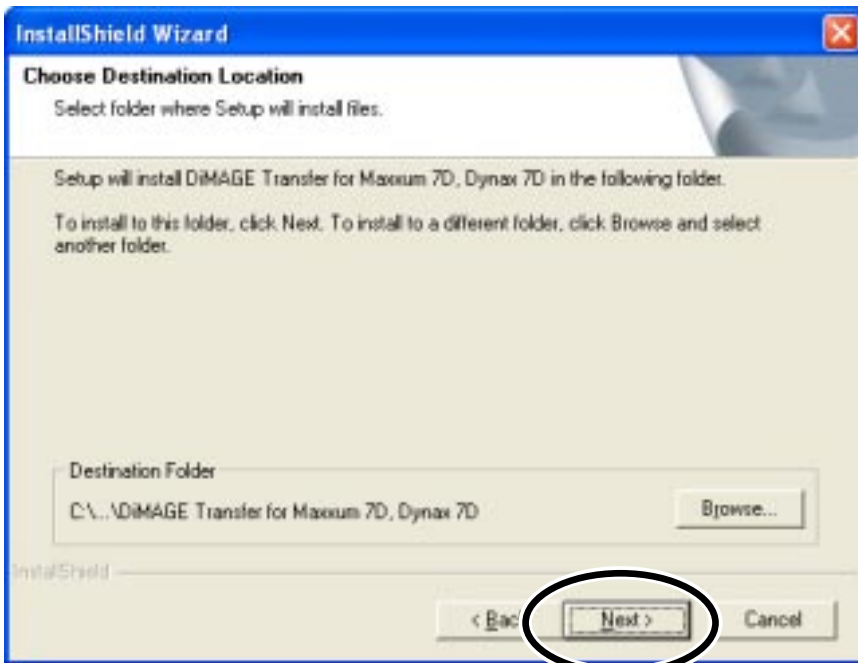 InstallShield Wizard
Choose Destination Location
Select folder where Setup will install files.
Setup will install DiMAGE Transfer for Maxxum 7D, Dynax 7D in the following folder.
To install to this folder, click Next. To install to a different folder, click Browse and select
another folder.
Destination Folder
C:\...\DiMAGE Transfer for Maxxum 7D, Dynax 7D
Browse...
InstallShield
< Bac
Next >
Cancel